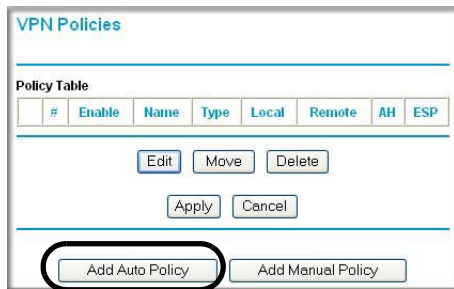 VPN Policies
Policy Table
# Enable Name Type Local Remote AH ESP
Edit Move Delete
Apply Cancel
Add Auto Policy Add Manual Policy